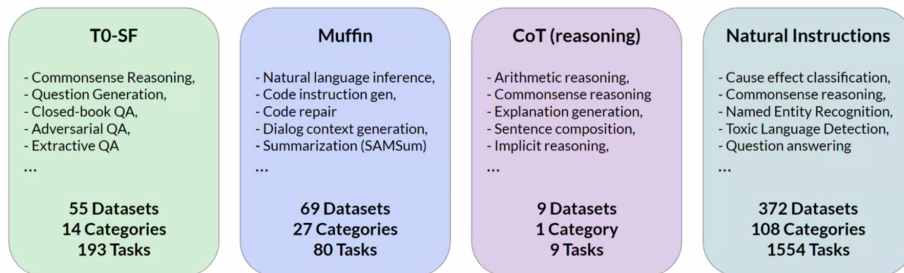 T0-SF
- Commonsense Reasoning,
- Question Generation,
- Closed-book QA,
- Adversarial QA,
- Extractive QA
...
55 Datasets
14 Categories
193 Tasks
Muffin
- Natural language inference,
- Code instruction gen,
- Code repair
- Dialog context generation,
- Summarization (SAMSum)
...
69 Datasets
27 Categories
80 Tasks
CoT (reasoning)
- Arithmetic reasoning,
- Commonsense reasoning
- Explanation generation,
- Sentence composition,
- Implicit reasoning,
...
9 Datasets
1 Category
9 Tasks
Natural Instructions
- Cause effect classification,
- Commonsense reasoning,
- Named Entity Recognition,
- Toxic Language Detection,
- Question answering
...
372 Datasets
108 Categories
1554 Tasks